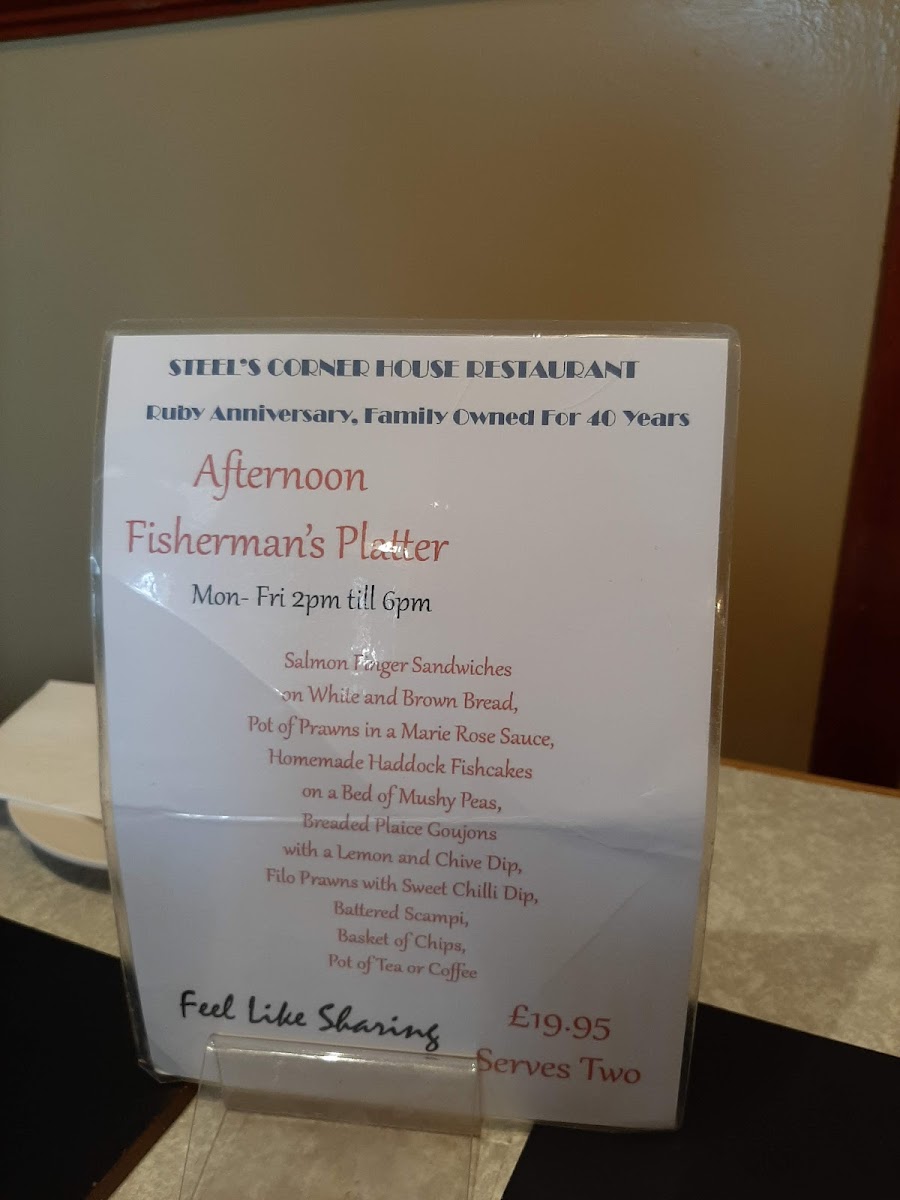 STEEL'S CORNER HOUSE RESTAURANT
Ruby Anniversary, Family Owned For 40 Years
Afternoon
Fisherman's Platter
Mon- Fri 2pm till 6pm
Salmon Finger Sandwiches
on White and Brown Bread,
Pot of Prawns in a Marie Rose Sauce,
Homemade Haddock Fishcakes
on a Bed of Mushy Peas,
Breaded Plaice Goujons
with a Lemon and Chive Dip,
Filo Prawns with Sweet Chilli Dip,
Battered Scampi,
Basket of Chips,
Pot of Tea or Coffee
Feel Like Sharing
£19.95
Serves Two